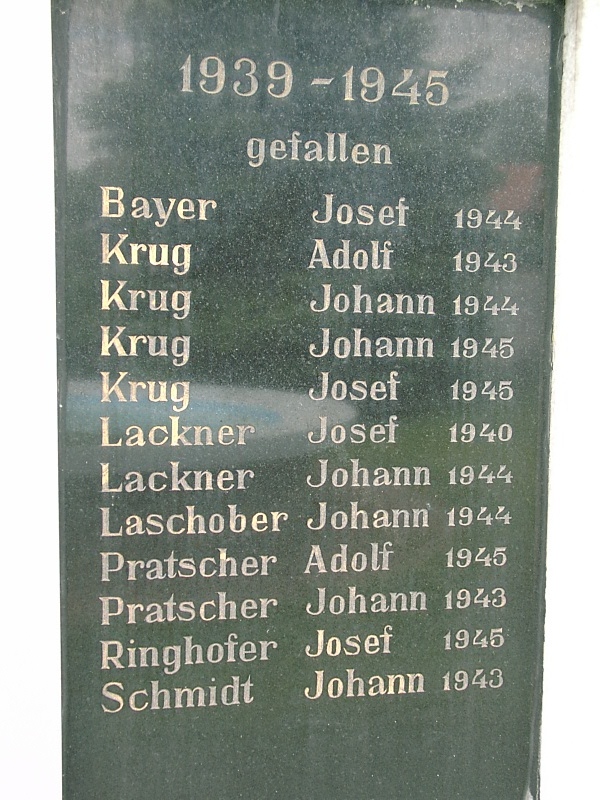 1939 - 1945
gefallen
Bayer Josef 1944
Krug Adolf 1943
Krug Johann 1944
Krug Johann 1945
Krug Josef 1945
Lackner Josef 1940
Lackner Johann 1944
Laschober Johann 1944
Pratscher Adolf 1945
Pratscher Johann 1943
Ringhofer Josef 1945
Schmidt Johann 1943